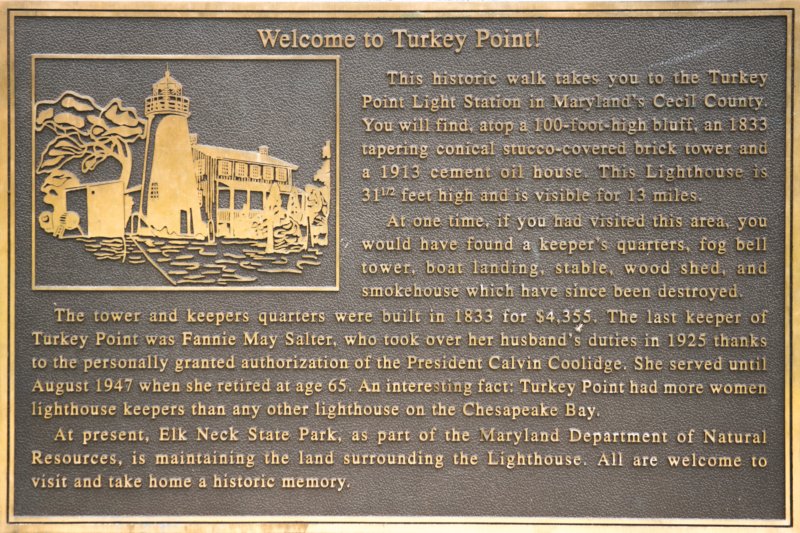 Welcome to Turkey Point!
This historic walk takes you to the Turkey
Point Light Station in Maryland's Cecil County.
You will find, atop a 100-foot-high bluff, an 1833
tapering conical stucco-covered brick tower and
a 1913 cement oil house. This Lighthouse is
31 1/2 feet high and is visible for 13 miles.
At one time, if you had visited this area, you
would have found a keeper's quarters, fog bell
tower, boat landing, stable, wood shed, and
smokehouse which have since been destroyed.
The tower and keepers quarters were built in 1833 for $4,355. The last keeper of
Turkey Point was Fannie May Salter, who took over her husband's duties in 1925 thanks
to the personally granted authorization of the President Calvin Coolidge. She served until
August 1947 when she retired at age 65. An interesting fact: Turkey Point had more women
lighthouse keepers than any other lighthouse on the Chesapeake Bay.
At present, Elk Neck State Park, as part of the Maryland Department of Natural
Resources, is maintaining the land surrounding the Lighthouse. All are welcome to
visit and take home a historic memory.